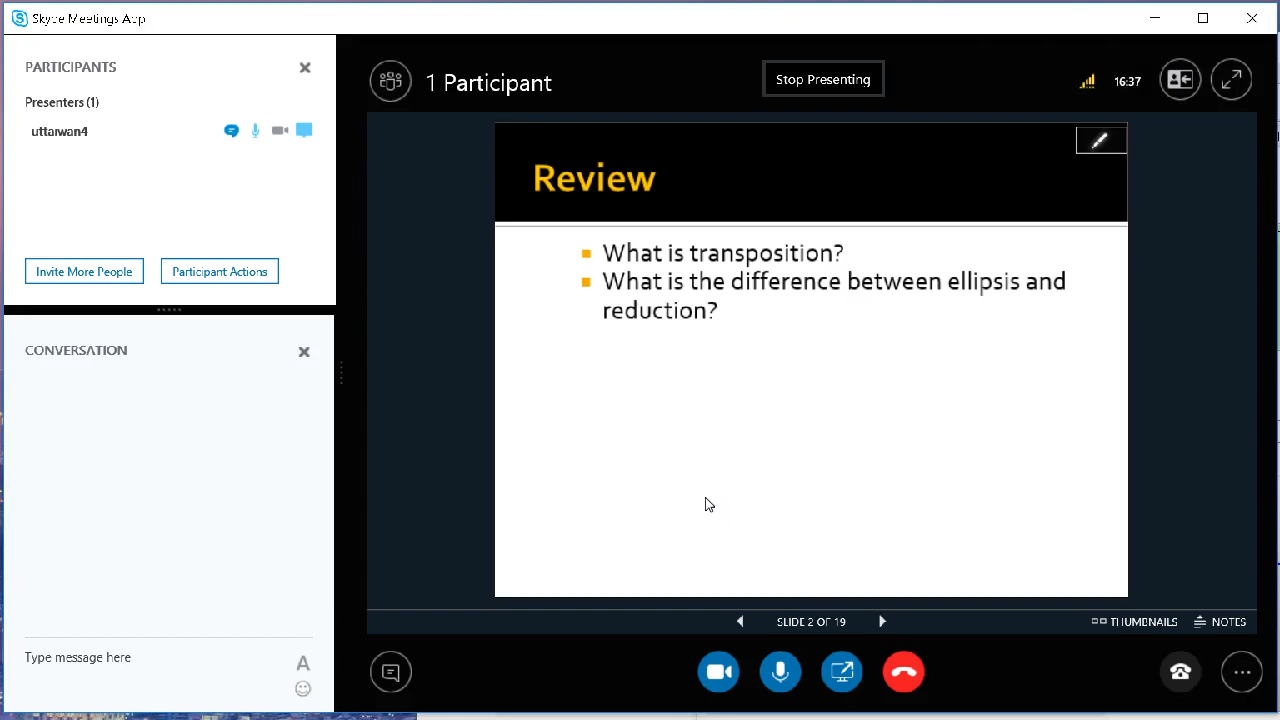 Skype Meetings App
PARTICIPANTS
Presenters (1)
uttaiwan4
Invite More People
Participant Actions
CONVERSATION
Type message here
A
1 Participant
Stop Presenting
16:37
Review
What is transposition?
What is the difference between ellipsis and
reduction?
SLIDE 2 OF 19
THUMBNAILS
NOTES